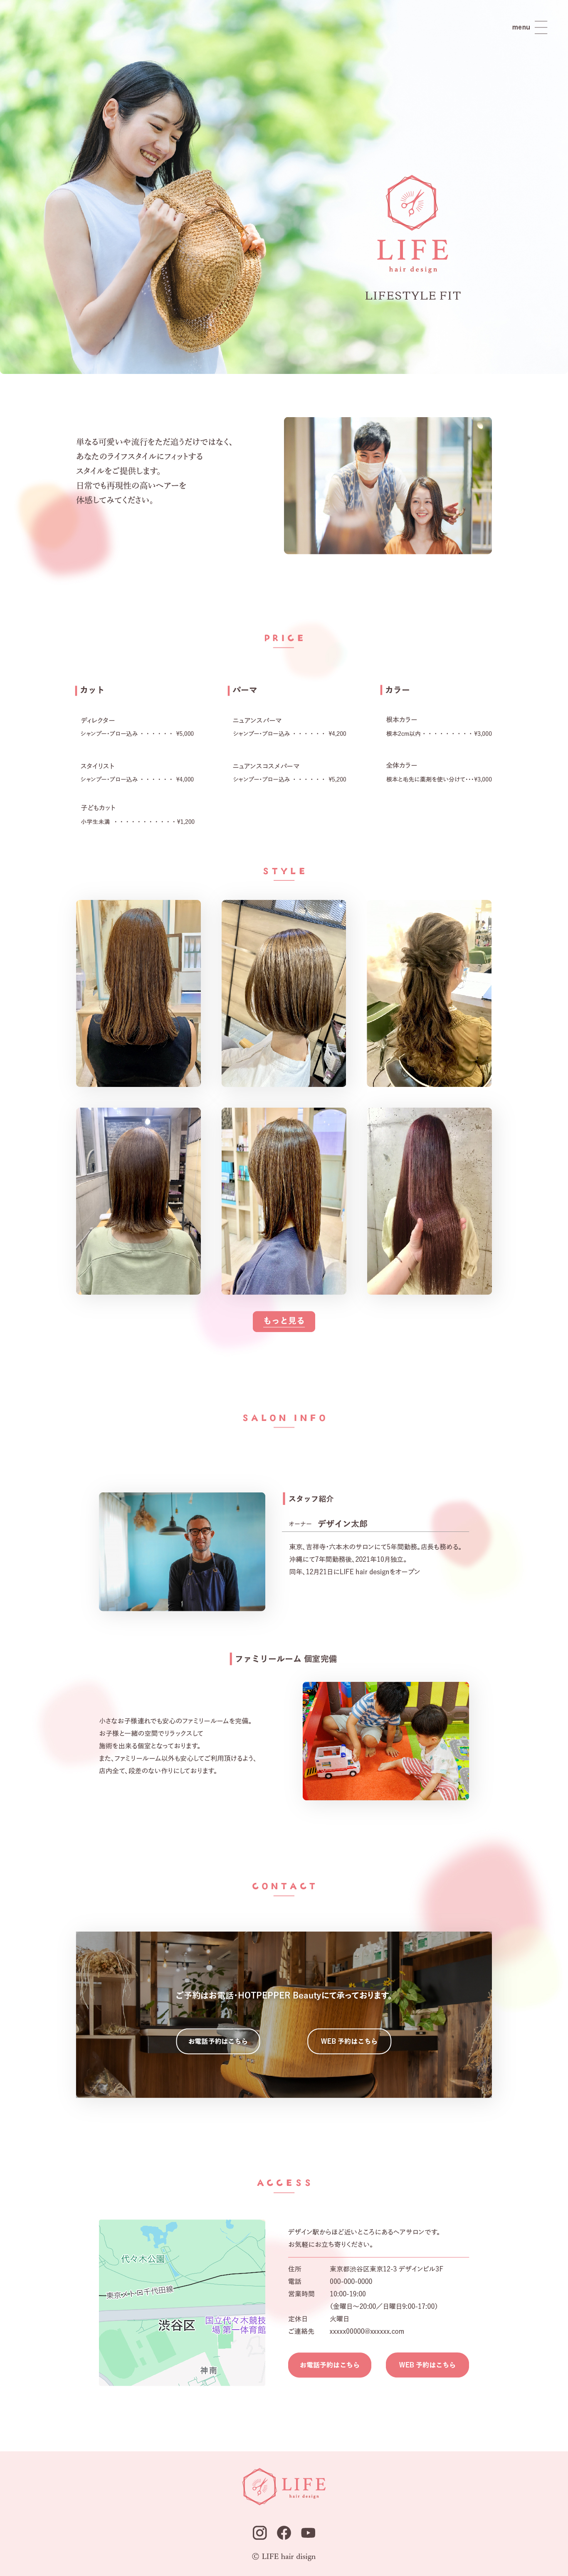 menu
LIFE
hair design
LIFESTYLE FIT
単なる可愛いや流行をただ追うだけではなく、
あなたのライフスタイルにフィットする
スタイルをご提供します。
日常でも再現性の高いヘアーを
体感してみてください。
PRICE
カット
ディレクター
シャンプー・ブロー込み ・・・・・・ ¥5,000
スタイリスト
シャンプー・ブロー込み ・・・・・・ ¥4,000
子どもカット
小学生未満 ・・・・・・・・・・・¥1,200
パーマ
ニュアンスパーマ
シャンプー・ブロー込み ・・・・・・ ¥4,200
ニュアンスコスメパーマ
シャンプー・ブロー込み ・・・・・・ ¥5,200
カラー
根本カラー
根本2cm以内・・・・・・・・・¥3,000
全体カラー
根本と毛先に薬剤を使い分けて・・・¥3,000
STYLE
もっと見る
SALON INFO
スタッフ紹介
オーナー デザイン太郎
東京、吉祥寺・六本木のサロンにて5年間勤務。店長も務める。
沖縄にて7年間勤務後、2021年10月独立。
同年、12月21日にLIFE hair designをオープン
ファミリールーム 個室完備
小さなお子様連れでも安心のファミリールームを完備。
お子様と一緒の空間でリラックスして
施術を出来る個室となっております。
また、ファミリールーム以外も安心してご利用頂けるよう、
店内全て、段差のない作りにしております。
CONTACT
ご予約はお電話・HOTPEPPER Beautyにて承っております。
お電話予約はこちら
WEB 予約はこちら
ACCESS
代々木公園
東京メトロ千代田線
渋谷区
国立代々木競技
場 第一体育館
神南
デザイン駅からほど近いところにあるヘアサロンです。
お気軽にお立ち寄りください。
住所 東京都渋谷区東京12-3 デザインビル3F
電話 000-000-0000
営業時間 10:00-19:00
（金曜日〜20:00／日曜日9:00-17:00）
定休日 火曜日
ご連絡先 xxxxx00000@xxxxxx.com
お電話予約はこちら
WEB 予約はこちら
LIFE
hair design
© LIFE hair disign